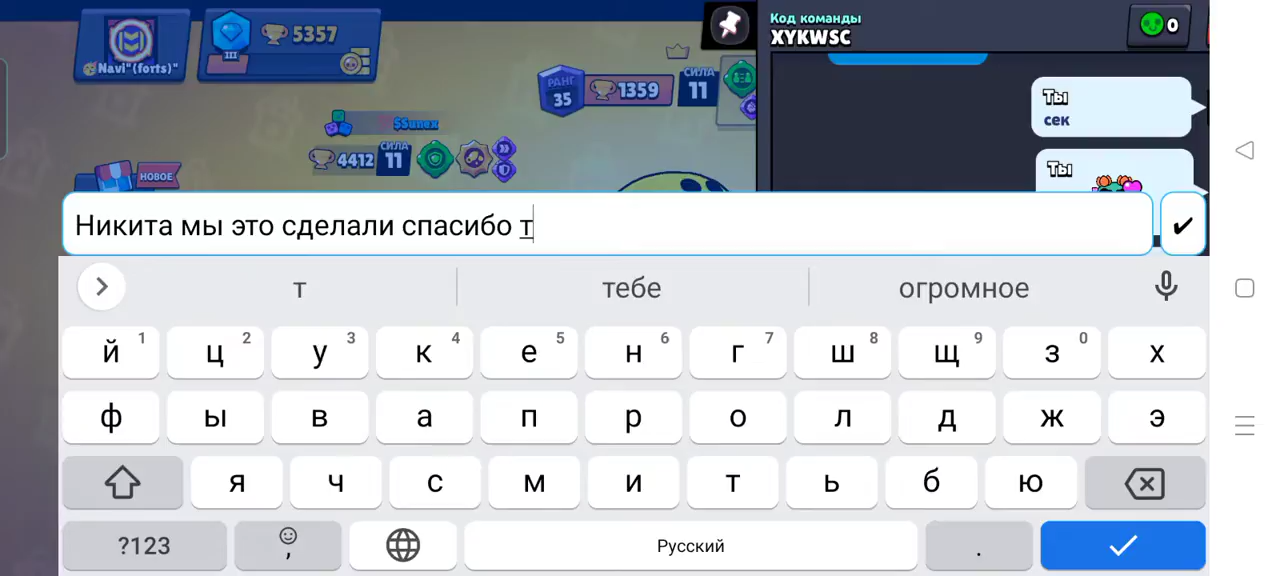 Navi"(forts)"
III
5357
РАНГ
35
1359
СИЛА
11
$$unex
4412
СИЛА
11
НОВОЕ
Код команды
XYKWSC
0
Ты
сек
Ты
Никита мы это сделали спасибо т
т тебе огромное
й 1 ц 2 у 3 к 4 е 5 н 6 г 7 ш 8 щ 9 з 0 х
ф ы в а п р о л д ж э
я ч с м и т ь б ю
?123 , Русский .